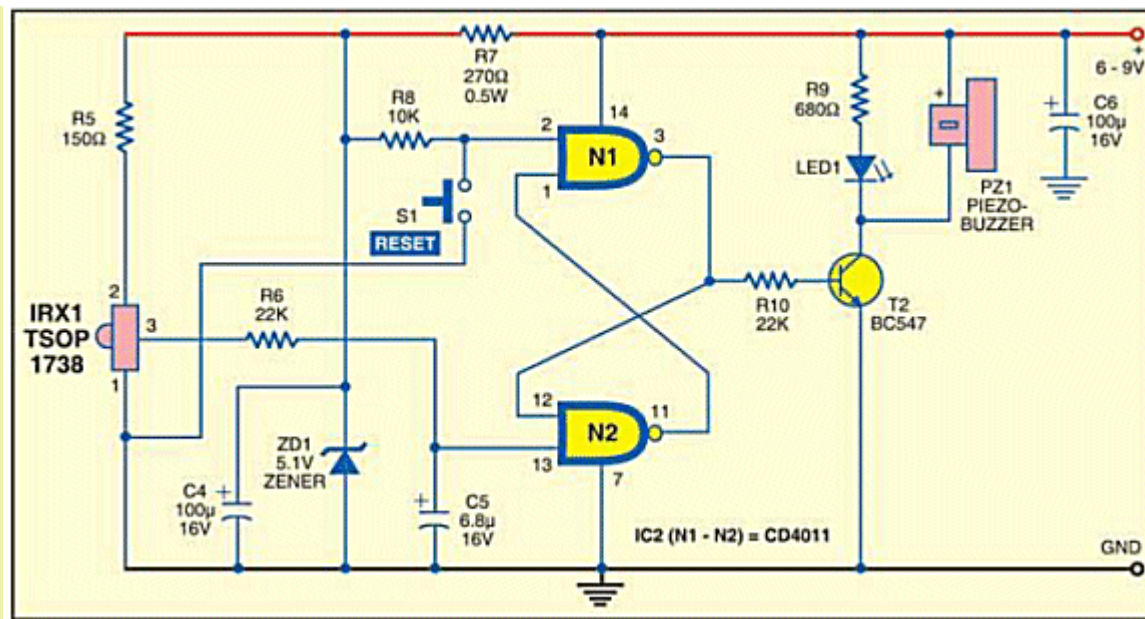 R5
150Ω
R7
270Ω
0.5W
R8
10K
2
14
3
1
N1
S1
RESET
R9
680Ω
LED1
+
PZ1
PIEZO-
BUZZER
+
6 - 9V
+
C6
100µ
16V
2
IRX1
TSOP
1738
3
1
R6
22K
R10
22K
T2
BC547
12
13
N2
11
7
ZD1
5.1V
ZENER
C4
100µ
16V
+
+
C5
6.8µ
16V
IC2 (N1 - N2) = CD4011
GND